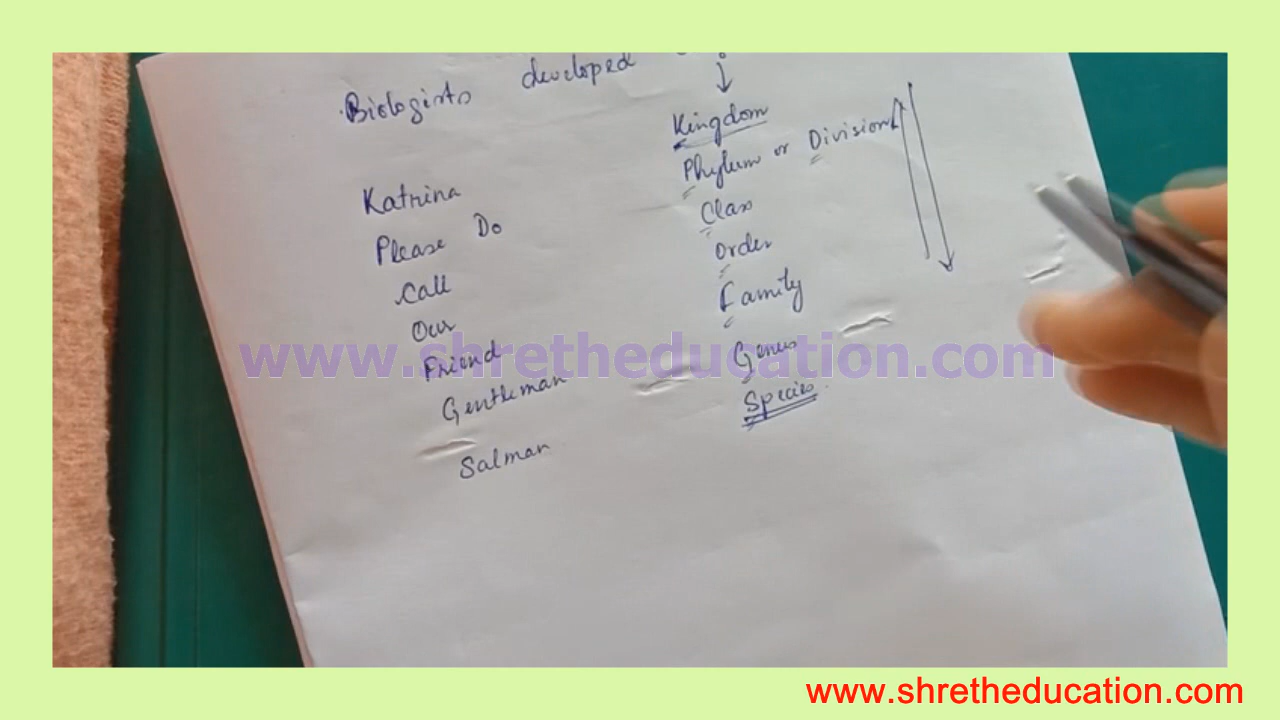 Biologists developed
Kingdom
Phylum or Division
Class
Order
Family
Genus
Species
Katrina
Please Do
Call
Our
Friend
Gentleman
Salman
www.shretheducation.com
www.shretheducation.com